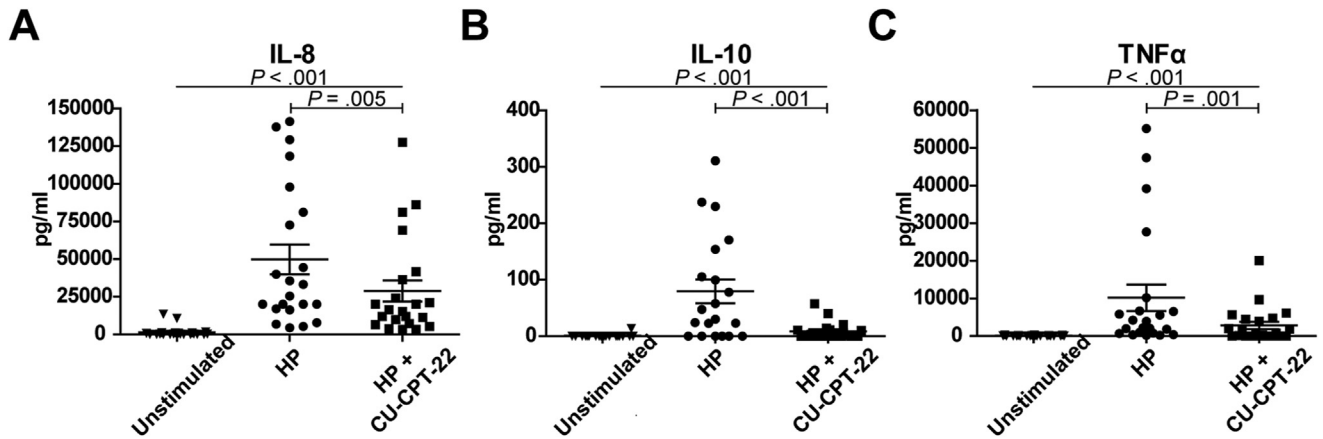 A
IL-8
P < .001
P = .005
150000
125000
100000
75000
50000
25000
0
pg/ml
Unstimulated
HP
HP +
CU-CPT-22
B
IL-10
P < .001
P < .001
400
300
200
100
0
pg/ml
Unstimulated
HP
HP +
CU-CPT-22
C
TNFα
P < .001
P = .001
60000
50000
40000
30000
20000
10000
0
pg/ml
Unstimulated
HP
HP +
CU-CPT-22